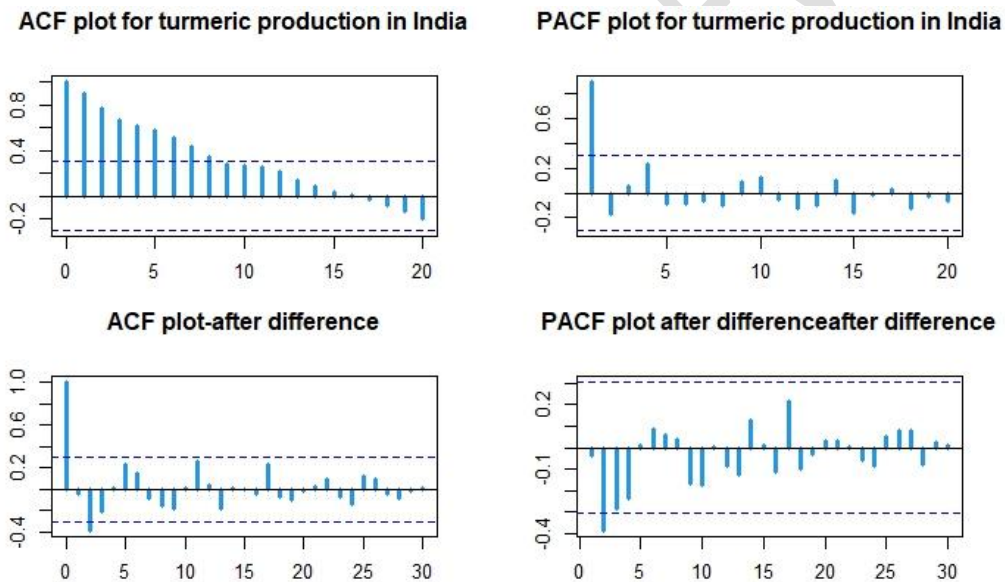 ACF plot for turmeric production in India
PACF plot for turmeric production in India
0.8
0.4
-0.2
0 5 10 15 20
0.6
0.2
-0.2
5 10 15 20
ACF plot-after difference
PACF plot after differenceafter difference
1.0
0.6
0.2
-0.4
0 5 10 15 20 25 30
0.2
-0.1
-0.4
0 5 10 15 20 25 30